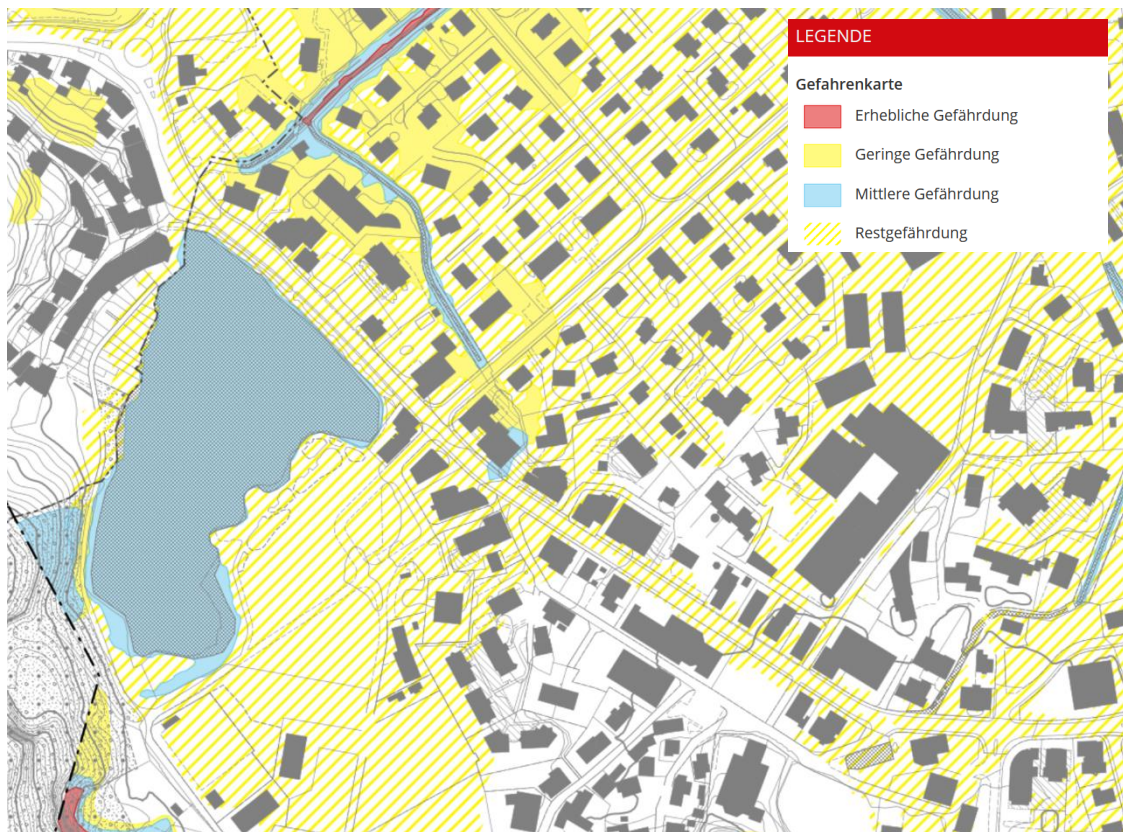 LEGENDE
Gefahrenkarte
Erhebliche Gefährdung
Geringe Gefährdung
Mittlere Gefährdung
Restgefährdung